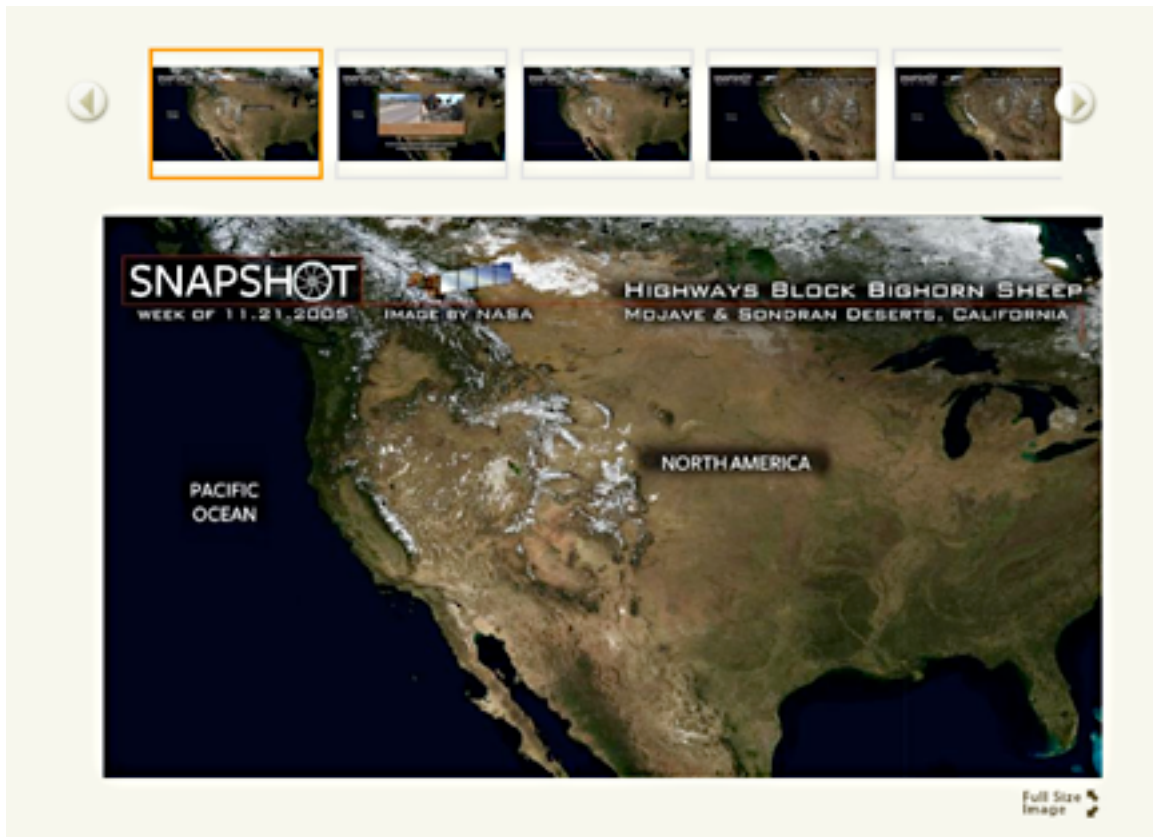 SNAPSHOT
WEEK OF 11.21.2005 IMAGE BY NASA
HIGHWAYS BLOCK BIGHORN SHEEP
MOJAVE & SONDRAN DESERTS, CALIFORNIA
NORTH AMERICA
PACIFIC
OCEAN
Full Size
Image